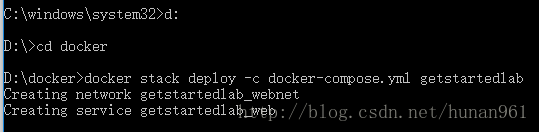 C:\windows\system32>d:
D:\>cd docker
D:\docker>docker stack deploy -c docker-compose.yml getstartedlab
Creating network getstartedlab_webnet
Creating service getstartedlab_web
http://blog.csdn.net/hunan961